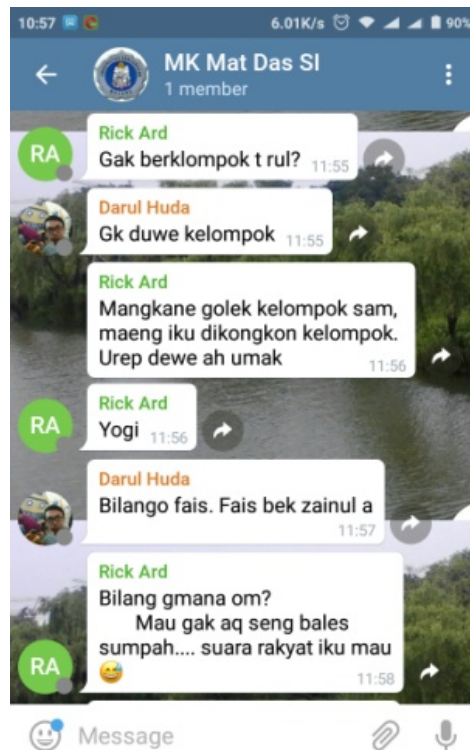 10:57
6.01K/s
90%
MK Mat Das SI
1 member
RA
Rick Ard
Gak berklompok t rul? 11:55
Darul Huda
Gk duwe kelompok 11:55
Rick Ard
Mangkane golek kelompok sam,
maeng iku dikongkon kelompok.
Urep dewe ah umak
11:56
RA
Rick Ard
Yogi 11:56
Darul Huda
Bilango fais. Fais bek zainul a
11:57
Rick Ard
Bilang gmana om?
Mau gak aq seng bales
sumpah.... suara rakyat iku mau
😅
11:58
RA
Message